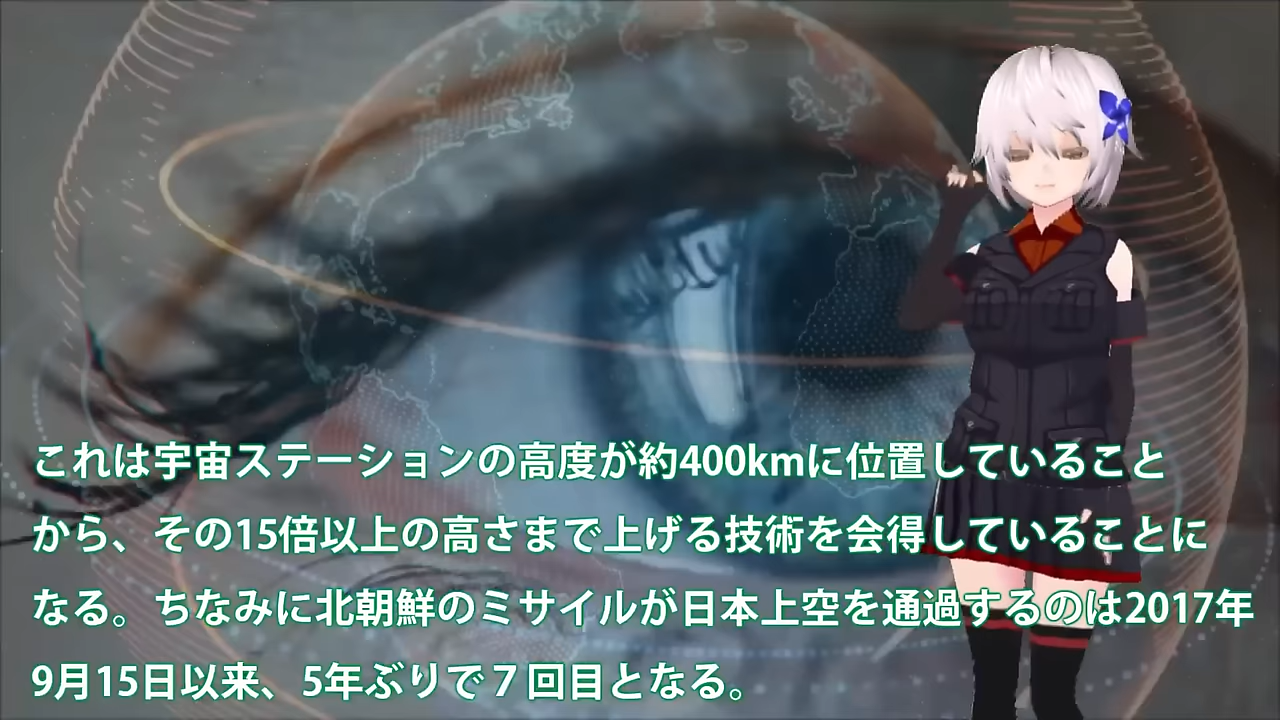 これは宇宙ステーションの高度が約400kmに位置していること
から、その15倍以上の高さまで上げる技術を会得していることに
なる。ちなみに北朝鮮のミサイルが日本上空を通過するのは2017年
9月15日以来、5年ぶりで７回目となる。